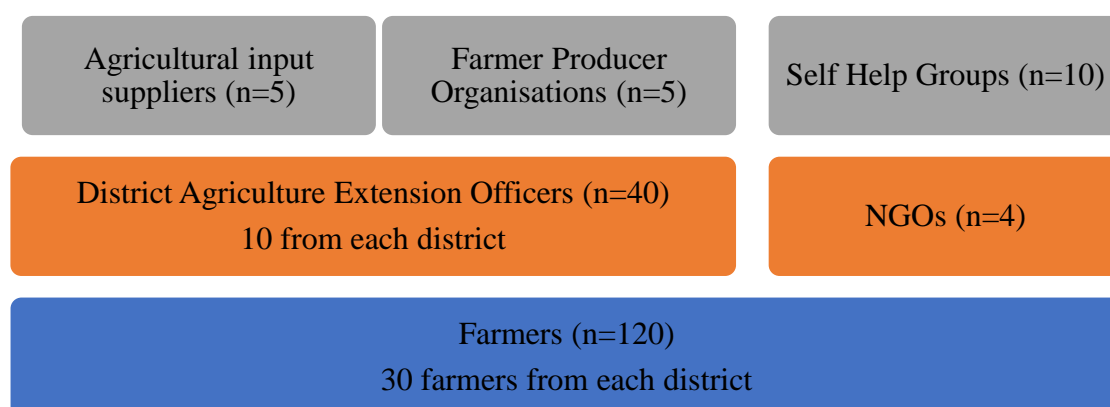 Agricultural input
suppliers (n=5)
Farmer Producer
Organisations (n=5)
Self Help Groups (n=10)
District Agriculture Extension Officers (n=40)
10 from each district
NGOs (n=4)
Farmers (n=120)
30 farmers from each district